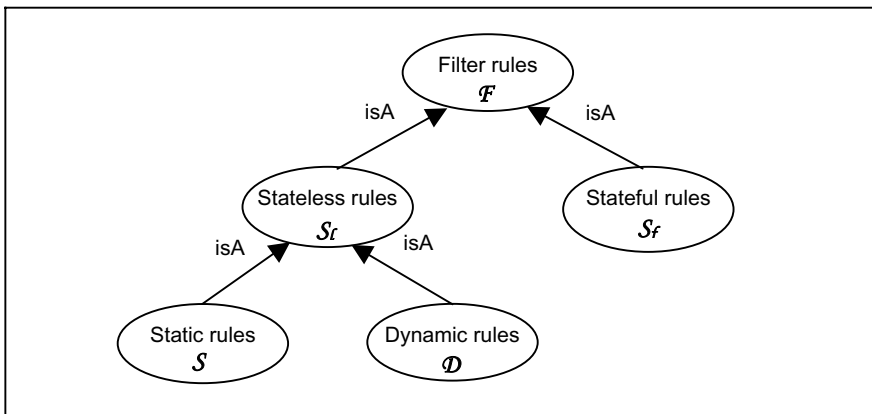 Filter rules
𝓕
isA
isA
Stateless rules
𝓢𝓵
Stateful rules
𝓢𝒇
isA
isA
Static rules
𝓢
Dynamic rules
𝓓